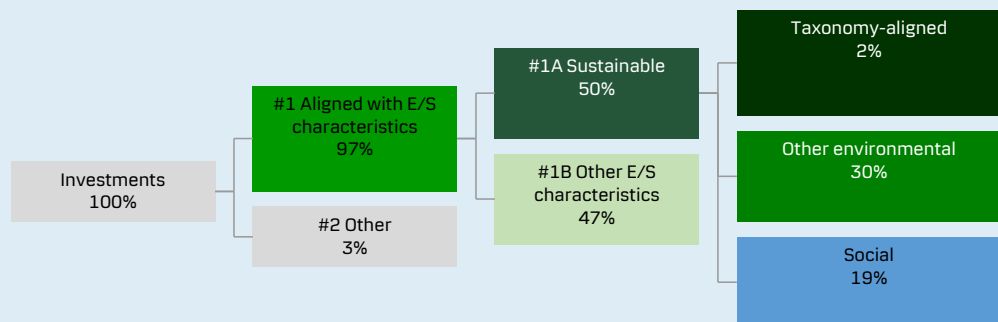 Investments
100%
#1 Aligned with E/S
characteristics
97%
#2 Other
3%
#1A Sustainable
50%
#1B Other E/S
characteristics
47%
Taxonomy-aligned
2%
Other environmental
30%
Social
19%